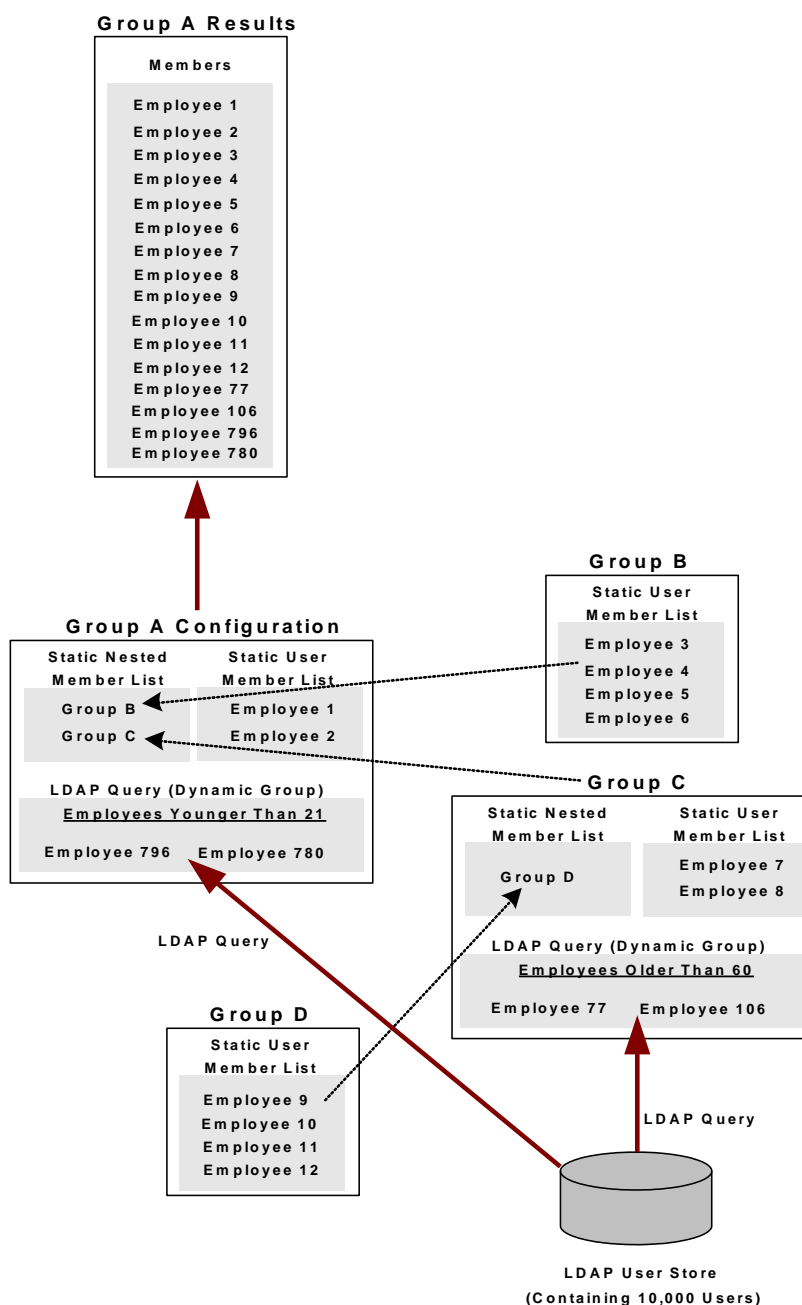 Group A Results
Members
Employee 1
Employee 2
Employee 3
Employee 4
Employee 5
Employee 6
Employee 7
Employee 8
Employee 9
Employee 10
Employee 11
Employee 12
Employee 77
Employee 106
Employee 796
Employee 780
Group B
Static User
Member List
Employee 3
Employee 4
Employee 5
Employee 6
Group A Configuration
Static Nested
Member List
Group B
Group C
Static User
Member List
Employee 1
Employee 2
LDAP Query (Dynamic Group)
Employees Younger Than 21
Employee 796 Employee 780
Group C
Static Nested
Member List
Group D
Static User
Member List
Employee 7
Employee 8
LDAP Query (Dynamic Group)
Employees Older Than 60
Employee 77 Employee 106
LDAP Query
Group D
Static User
Member List
Employee 9
Employee 10
Employee 11
Employee 12
LDAP Query
LDAP User Store
(Containing 10,000 Users)